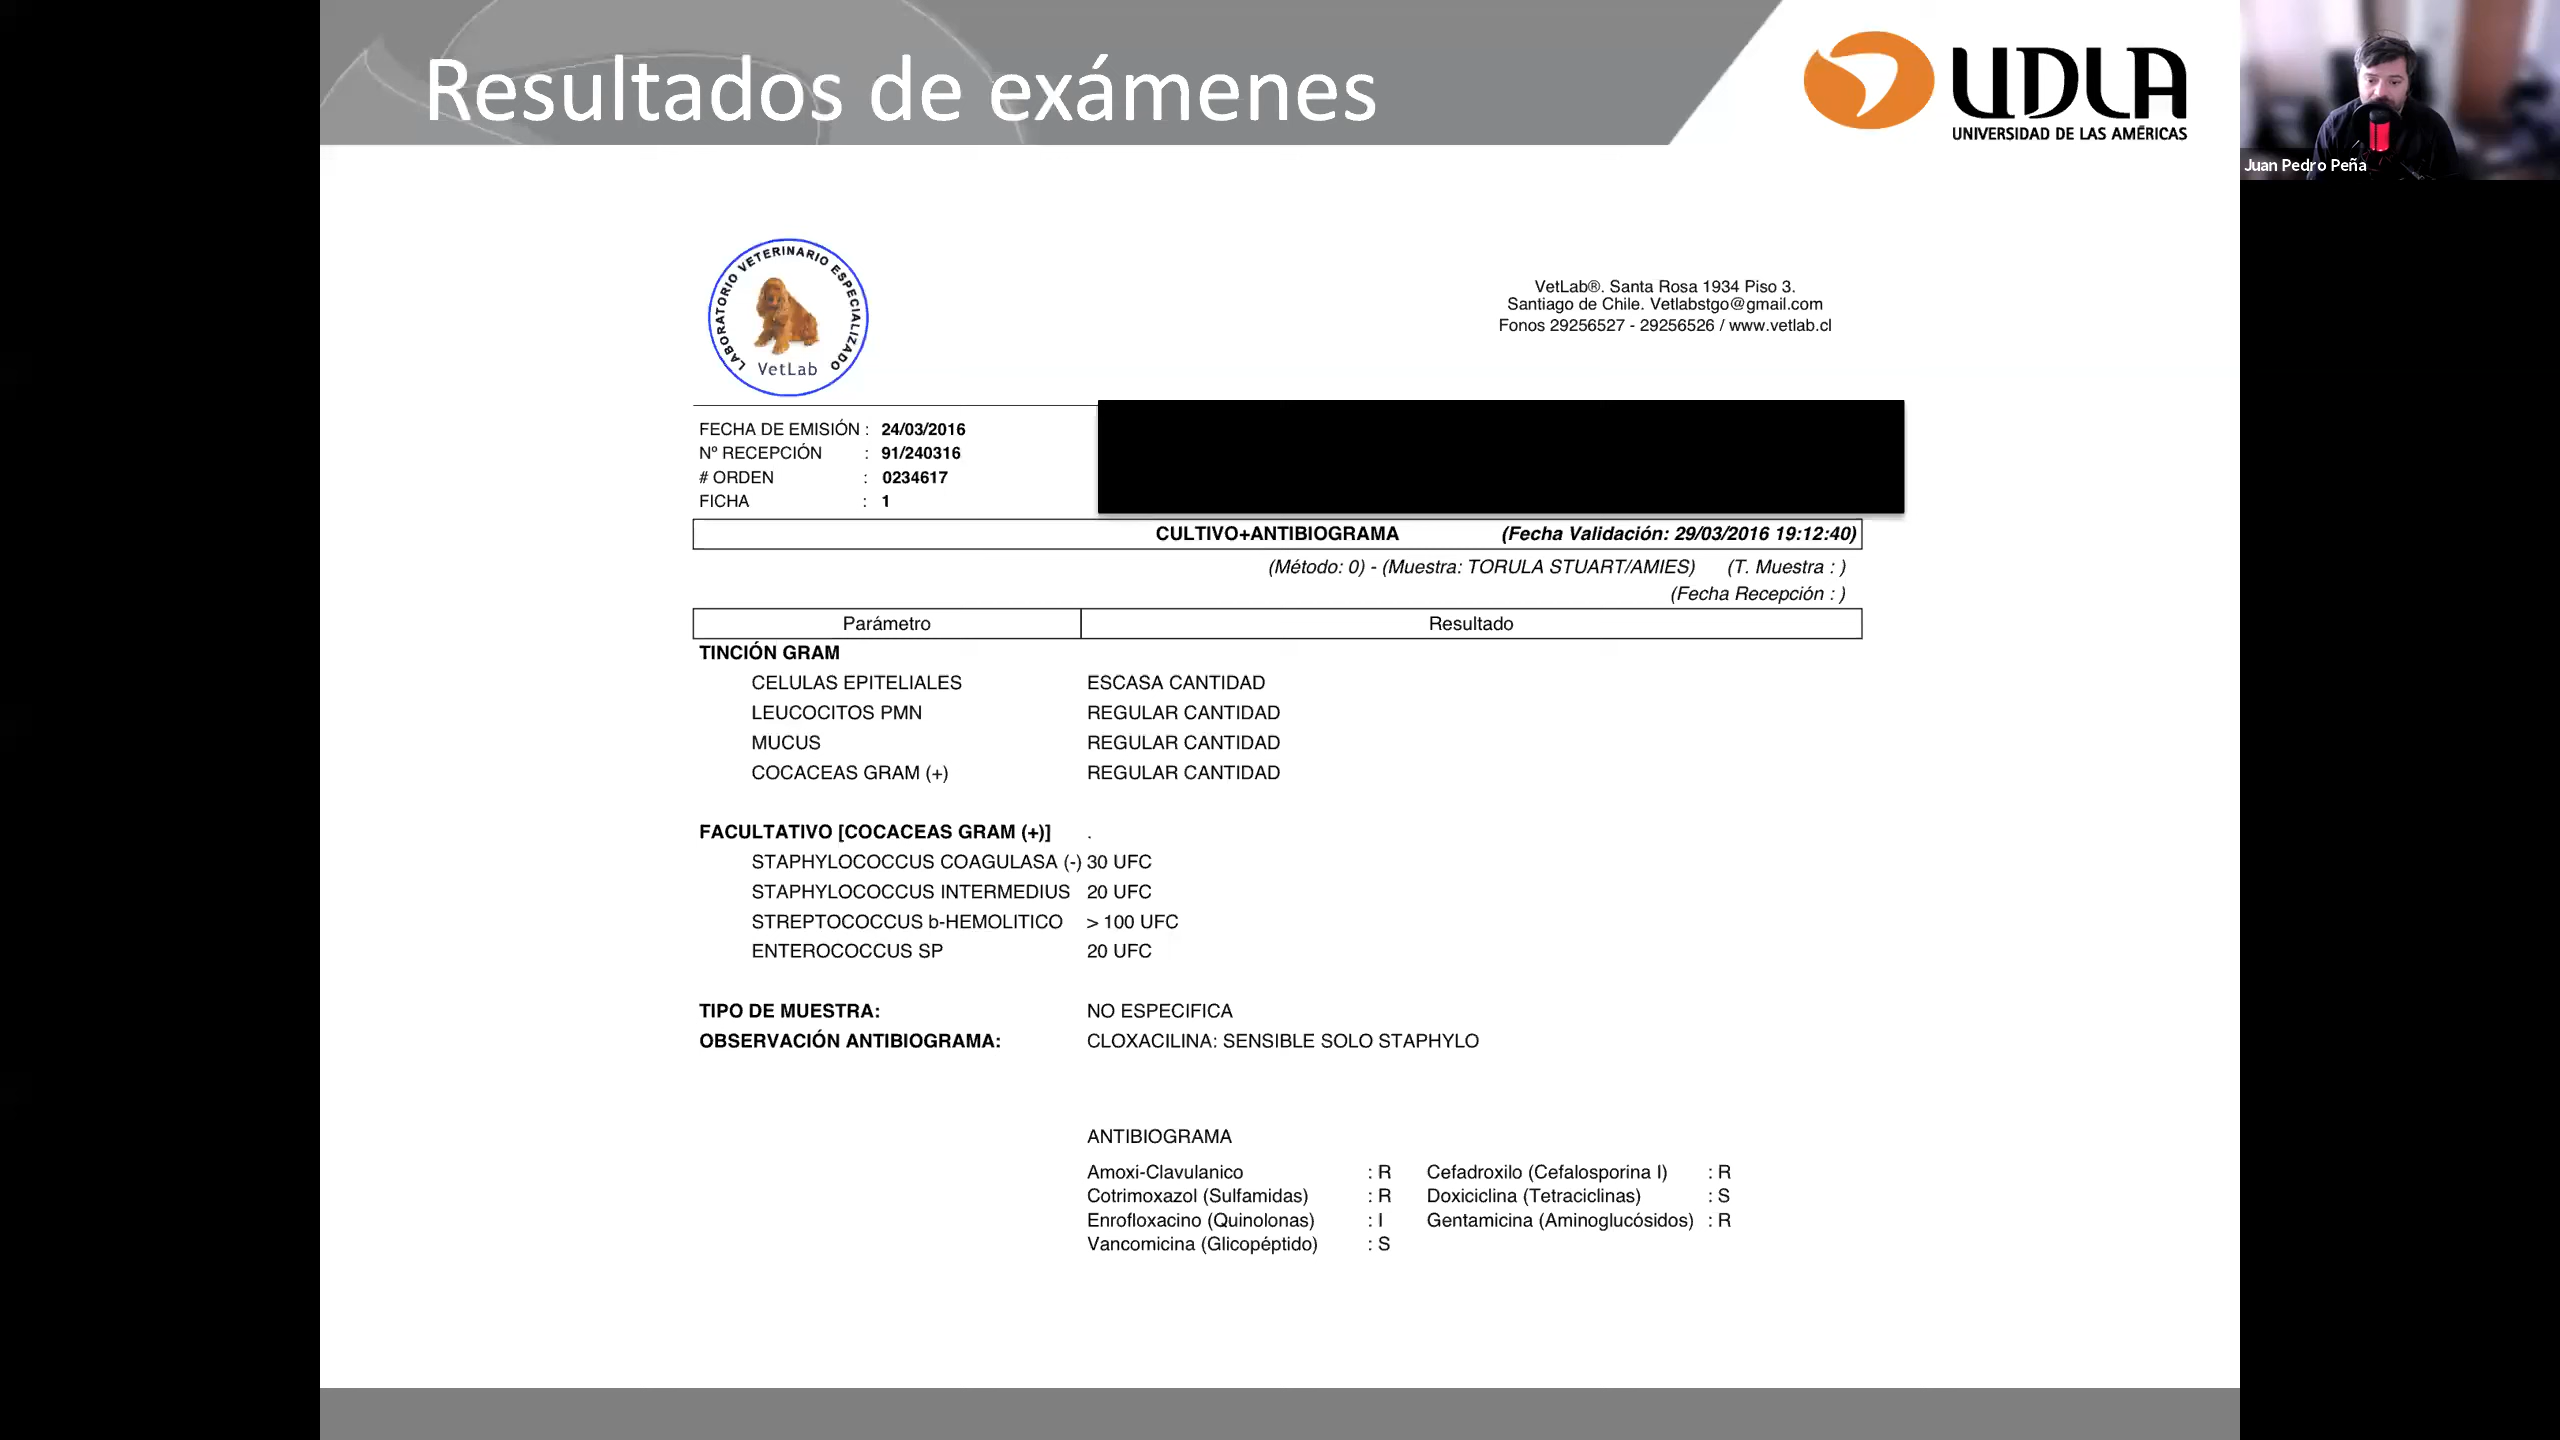 Resultados de exámenes
UDLA
UNIVERSIDAD DE LAS AMÉRICAS
Juan Pedro Peña
LABORATORIO VETERINARIO ESPECIALIZADO
VetLab
VetLab®. Santa Rosa 1934 Piso 3.
Santiago de Chile. Vetlabstgo@gmail.com
Fonos 29256527 - 29256526 / www.vetlab.cl
FECHA DE EMISIÓN : 24/03/2016
Nº RECEPCIÓN : 91/240316
# ORDEN : 0234617
FICHA : 1
CULTIVO+ANTIBIOGRAMA (Fecha Validación: 29/03/2016 19:12:40)
(Método: 0) - (Muestra: TORULA STUART/AMIES) (T. Muestra : )
(Fecha Recepción : )
Parámetro Resultado
TINCIÓN GRAM
CELULAS EPITELIALES ESCASA CANTIDAD
LEUCOCITOS PMN REGULAR CANTIDAD
MUCUS REGULAR CANTIDAD
COCACEAS GRAM (+) REGULAR CANTIDAD
FACULTATIVO [COCACEAS GRAM (+)] .
STAPHYLOCOCCUS COAGULASA (-) 30 UFC
STAPHYLOCOCCUS INTERMEDIUS 20 UFC
STREPTOCOCCUS b-HEMOLITICO > 100 UFC
ENTEROCOCCUS SP 20 UFC
TIPO DE MUESTRA: NO ESPECIFICA
OBSERVACIÓN ANTIBIOGRAMA: CLOXACILINA: SENSIBLE SOLO STAPHYLO
ANTIBIOGRAMA
Amoxi-Clavulanico : R Cefadroxilo (Cefalosporina I) : R
Cotrimoxazol (Sulfamidas) : R Doxiciclina (Tetraciclinas) : S
Enrofloxacino (Quinolonas) : I Gentamicina (Aminoglucósidos) : R
Vancomicina (Glicopéptido) : S